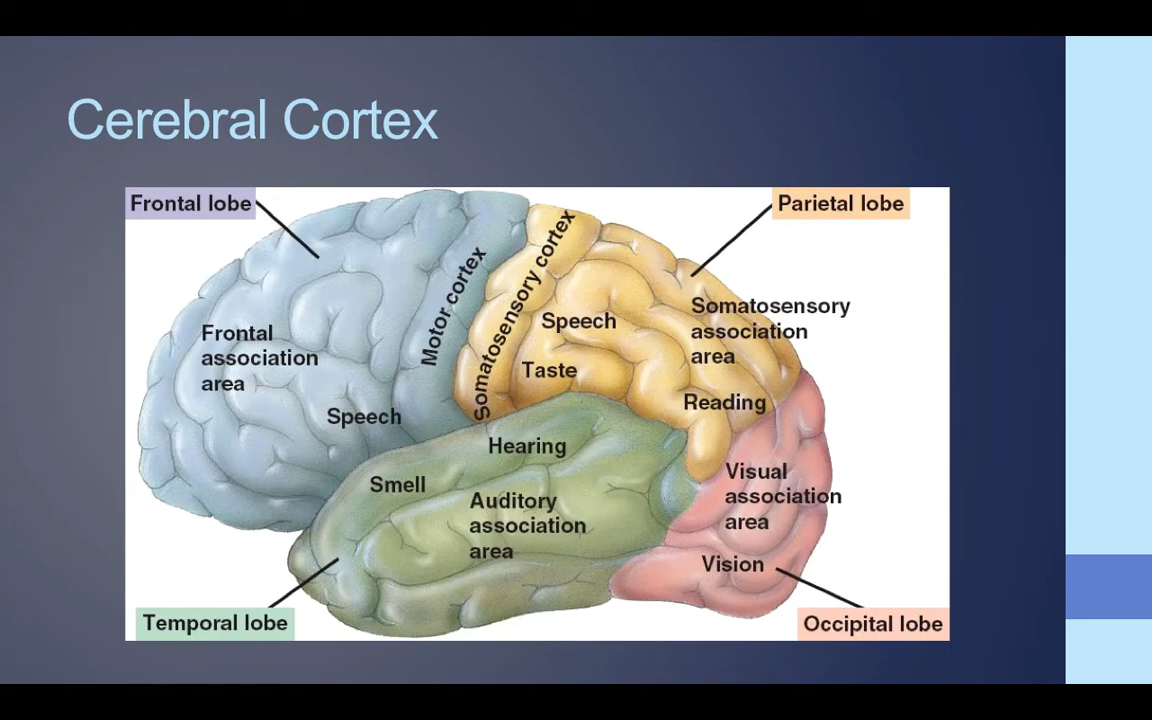 Cerebral Cortex
Frontal lobe
Parietal lobe
Motor cortex
Somatosensory cortex
Somatosensory
association
area
Speech
Frontal
association
area
Taste
Reading
Speech
Hearing
Smell
Auditory
association
area
Visual
association
area
Vision
Temporal lobe
Occipital lobe